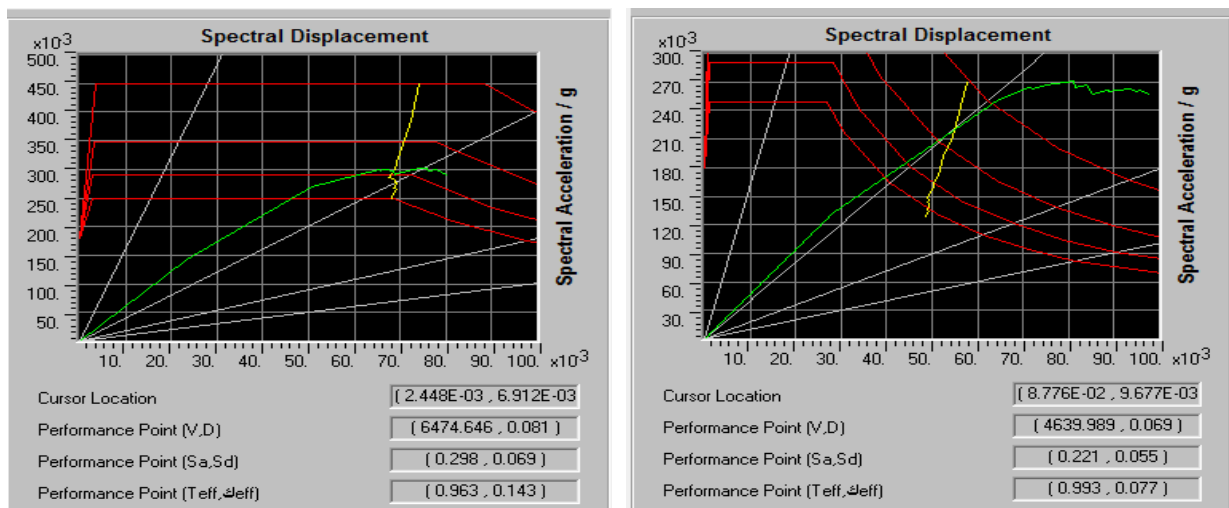 Spectral Displacement
x10-3
500.
450.
400.
350.
300.
250.
200.
150.
100.
50.
10. 20. 30. 40. 50. 60. 70. 80. 90. 100. x10-3
Spectral Acceleration / g
Cursor Location ( 2.448E-03 , 6.912E-03
Performance Point (V,D) ( 6474.646 , 0.081 )
Performance Point (Sa,Sd) ( 0.298 , 0.069 )
Performance Point (Teff,كeff) ( 0.963 , 0.143 )
Spectral Displacement
x10-3
300.
270.
240.
210.
180.
150.
120.
90.
60.
30.
10. 20. 30. 40. 50. 60. 70. 80. 90. 100. x10-3
Spectral Acceleration / g
Cursor Location ( 8.776E-02 , 9.677E-03
Performance Point (V,D) ( 4639.989 , 0.069 )
Performance Point (Sa,Sd) ( 0.221 , 0.055 )
Performance Point (Teff,كeff) ( 0.993 , 0.077 )